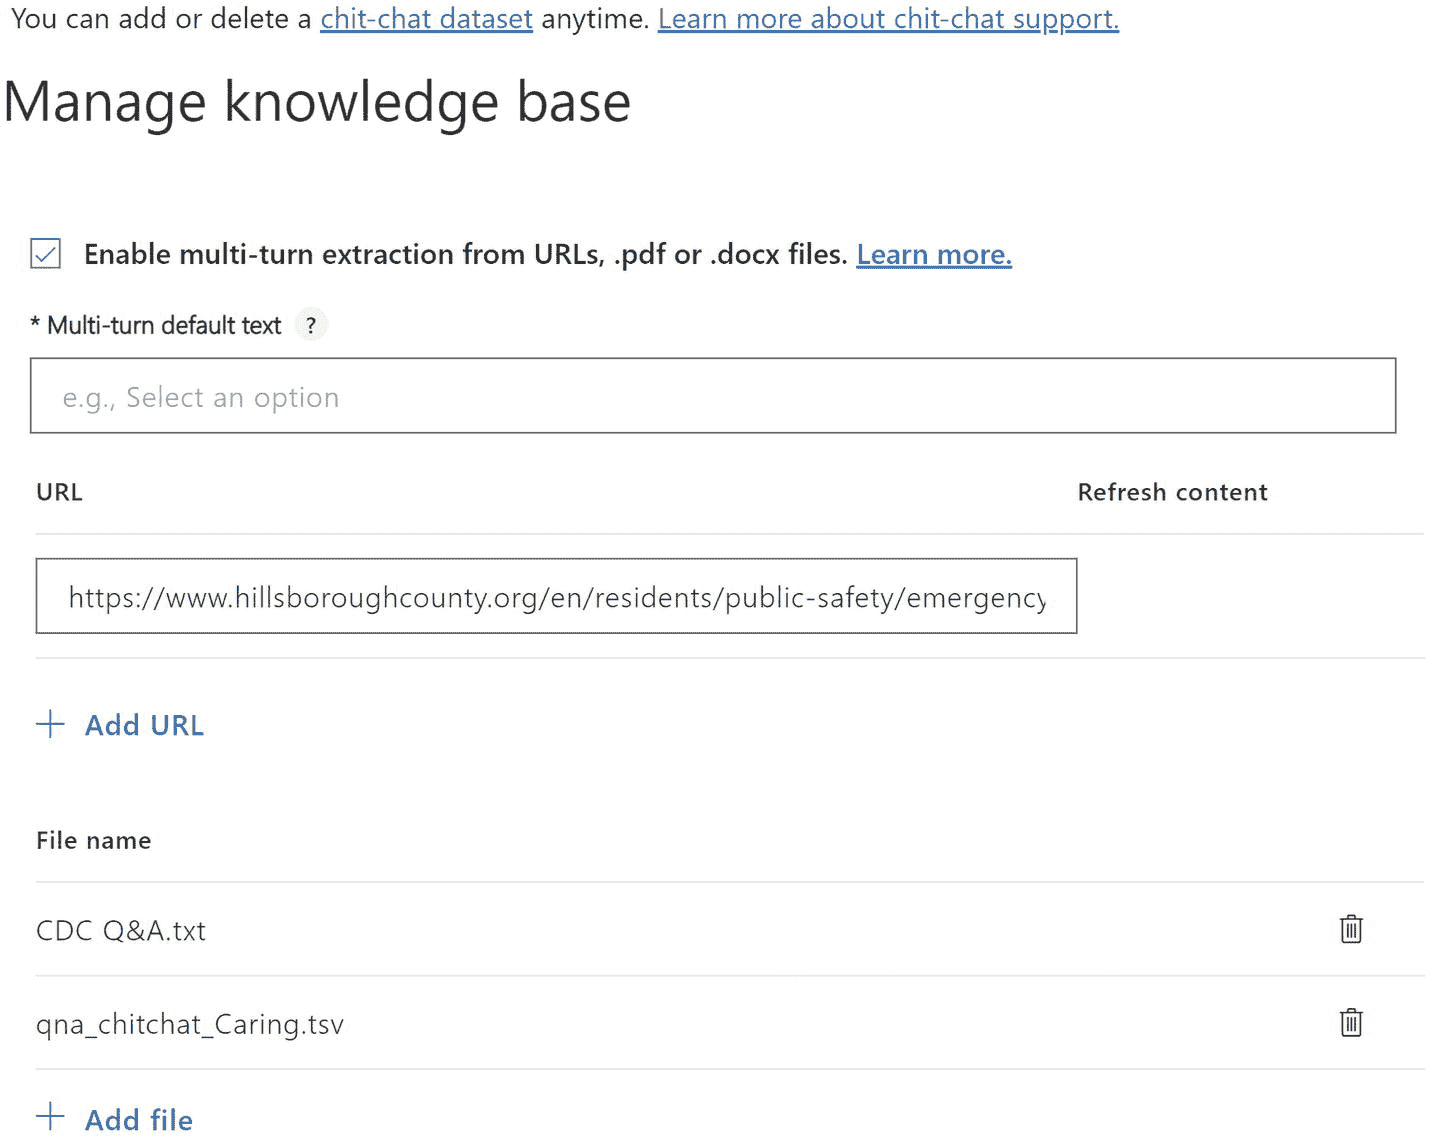 You can add or delete a chit-chat dataset anytime. Learn more about chit-chat support.
Manage knowledge base
Enable multi-turn extraction from URLs, .pdf or .docx files. Learn more.
* Multi-turn default text ?
e.g., Select an option
URL Refresh content
https://www.hillsboroughcounty.org/en/residents/public-safety/emergency
+ Add URL
File name
CDC Q&A.txt
qna_chitchat_Caring.tsv
+ Add file